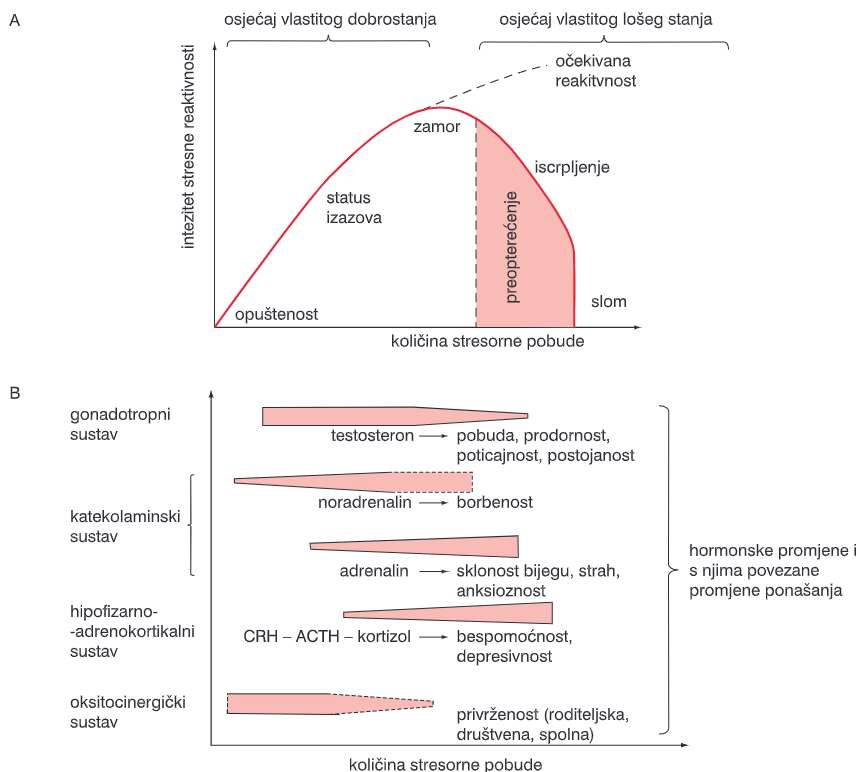 A
osjećaj vlastitog dobrostanja
osjećaj vlastitog lošeg stanja
intezitet stresne reaktivnosti
očekivana
reakitvnost
zamor
iscrpljenje
status
izazova
preopterećenje
opuštenost
slom
količina stresorne pobude
B
gonadotropni
sustav
testosteron
pobuda, prodornost,
poticajnost, postojanost
katekolaminski
sustav
noradrenalin
borbenost
adrenalin
sklonost bijegu, strah,
anksioznost
hormonske promjene i
s njima povezane
promjene ponašanja
hipofizarno-
-adrenokortikalni
sustav
CRH – ACTH – kortizol
bespomoćnost,
depresivnost
oksitocinergički
sustav
privrženost (roditeljska,
društvena, spolna)
količina stresorne pobude